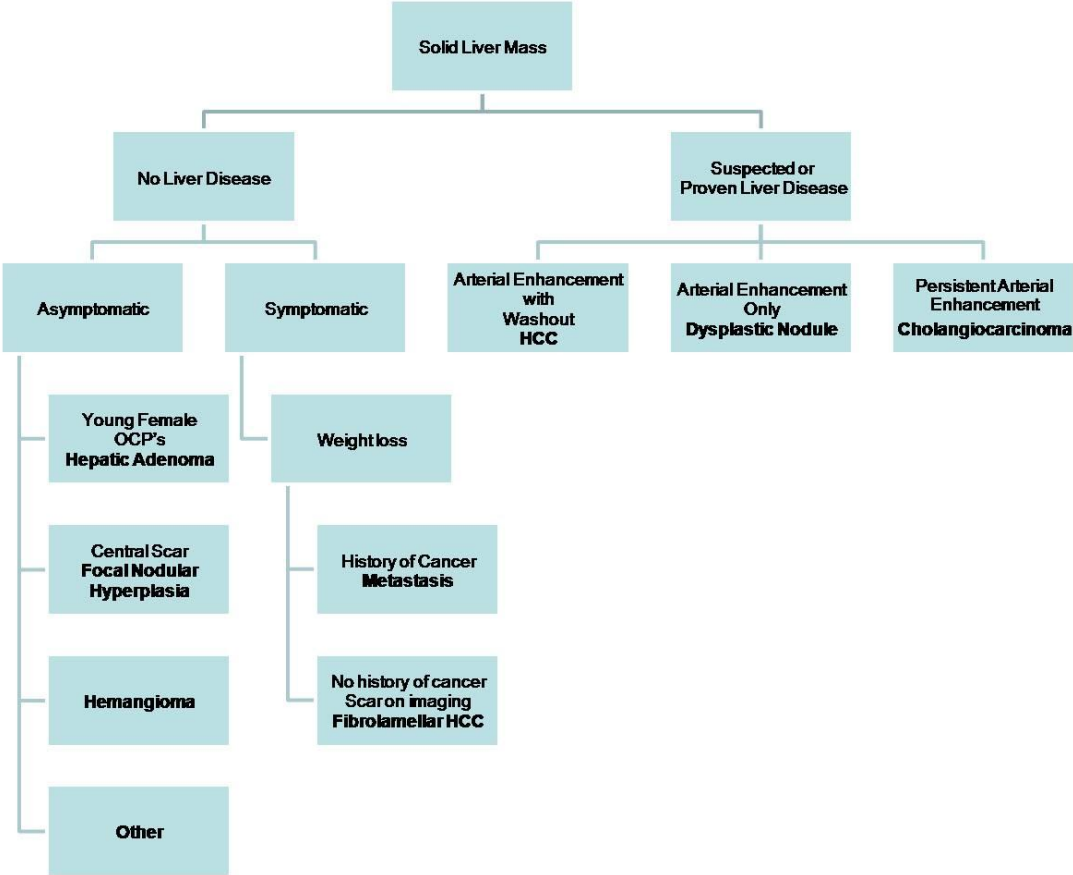 Solid Liver Mass
No Liver Disease
Suspected or
Proven Liver Disease
Asymptomatic
Symptomatic
Arterial Enhancement
with
Washout
HCC
Arterial Enhancement
Only
Dysplastic Nodule
Persistent Arterial
Enhancement
Cholangiocarcinoma
Young Female
OCP's
Hepatic Adenoma
Weight loss
Central Scar
Focal Nodular
Hyperplasia
History of Cancer
Metastasis
Hemangioma
No history of cancer
Scar on imaging
Fibrolamellar HCC
Other